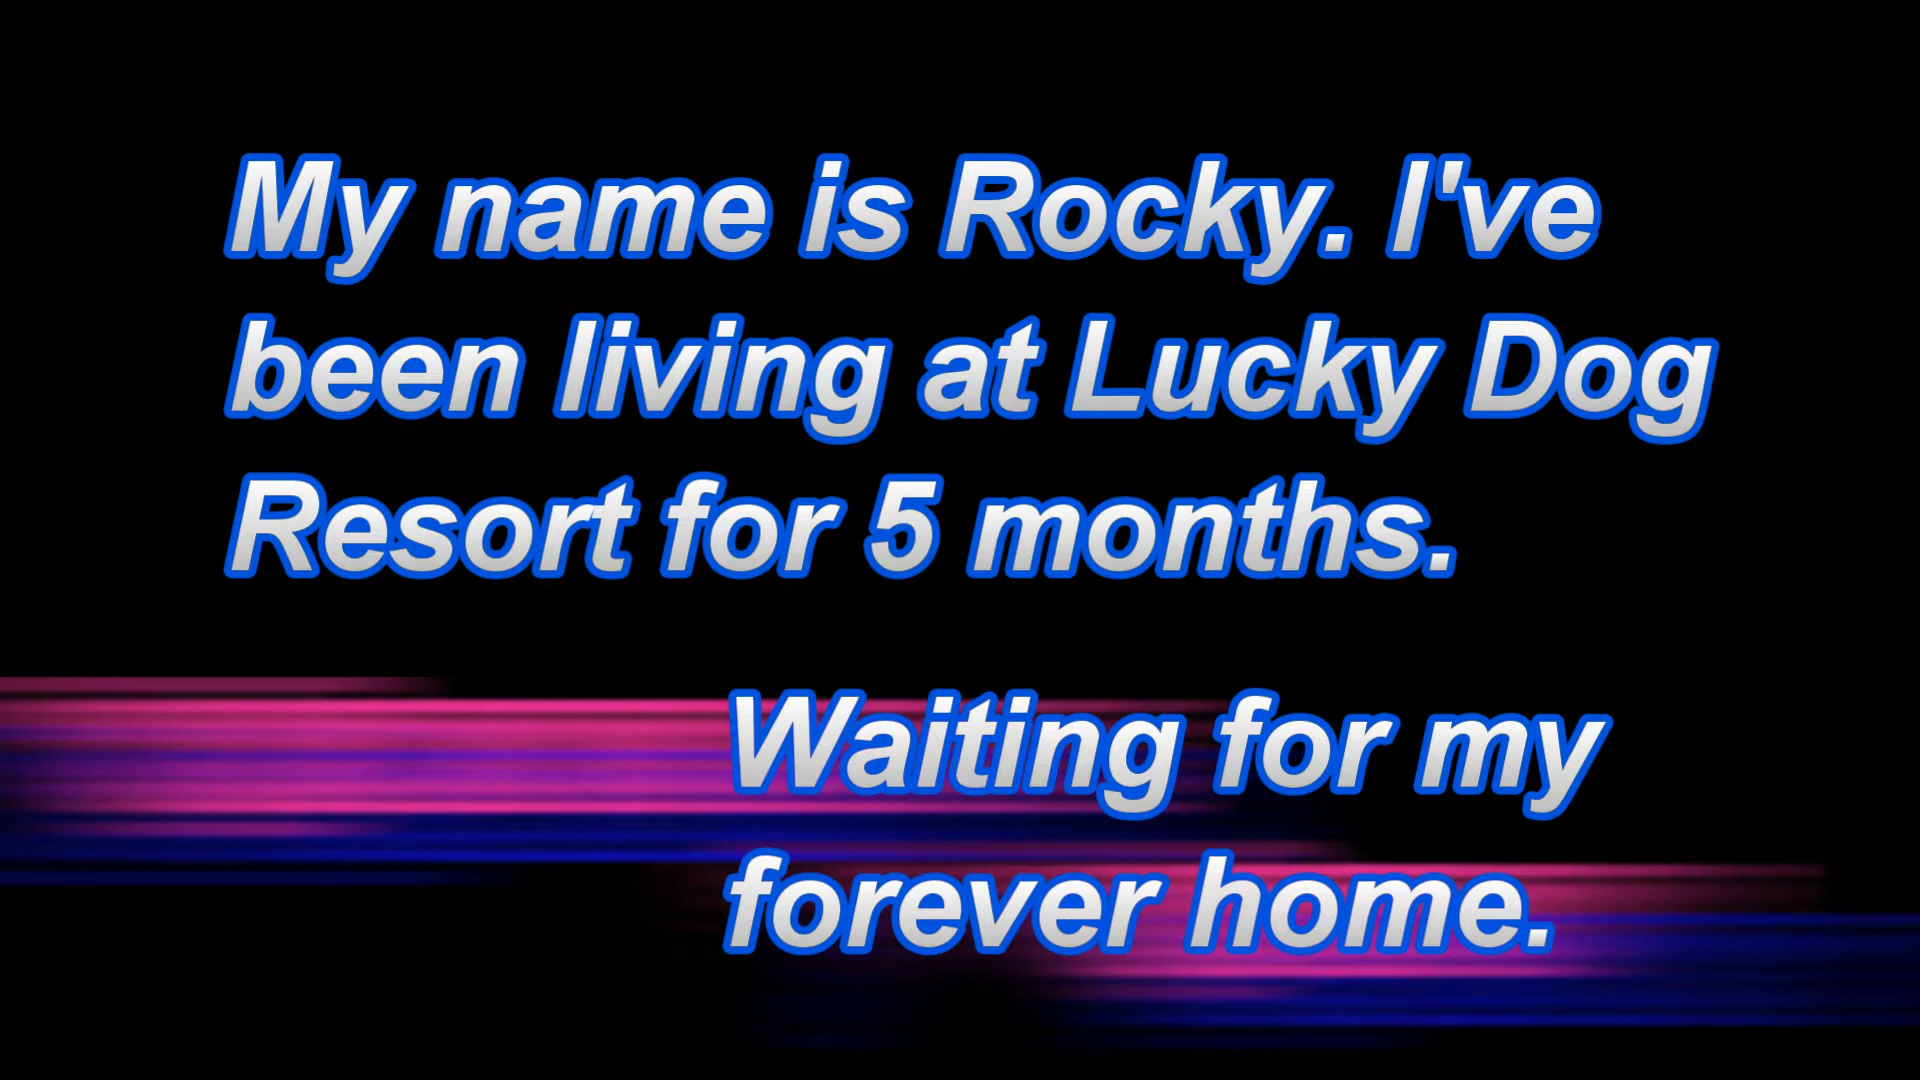 My name is Rocky. I've
been living at Lucky Dog
Resort for 5 months.
Waiting for my
forever home.